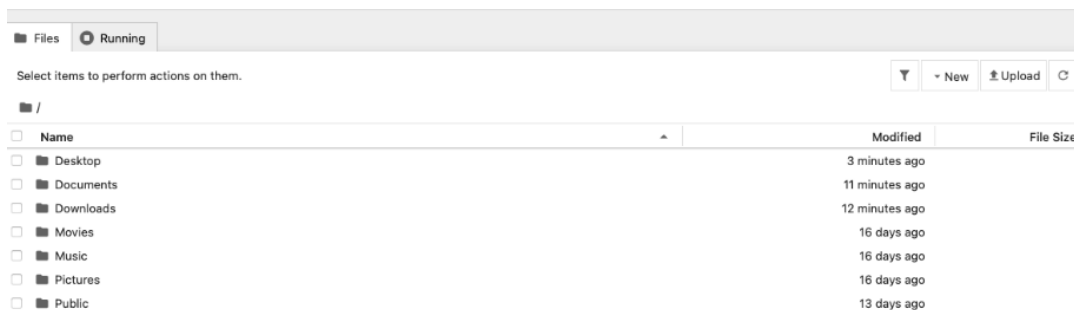 Files Running
Select items to perform actions on them.
New Upload
/
Name Modified File Size
Desktop 3 minutes ago
Documents 11 minutes ago
Downloads 12 minutes ago
Movies 16 days ago
Music 16 days ago
Pictures 16 days ago
Public 13 days ago